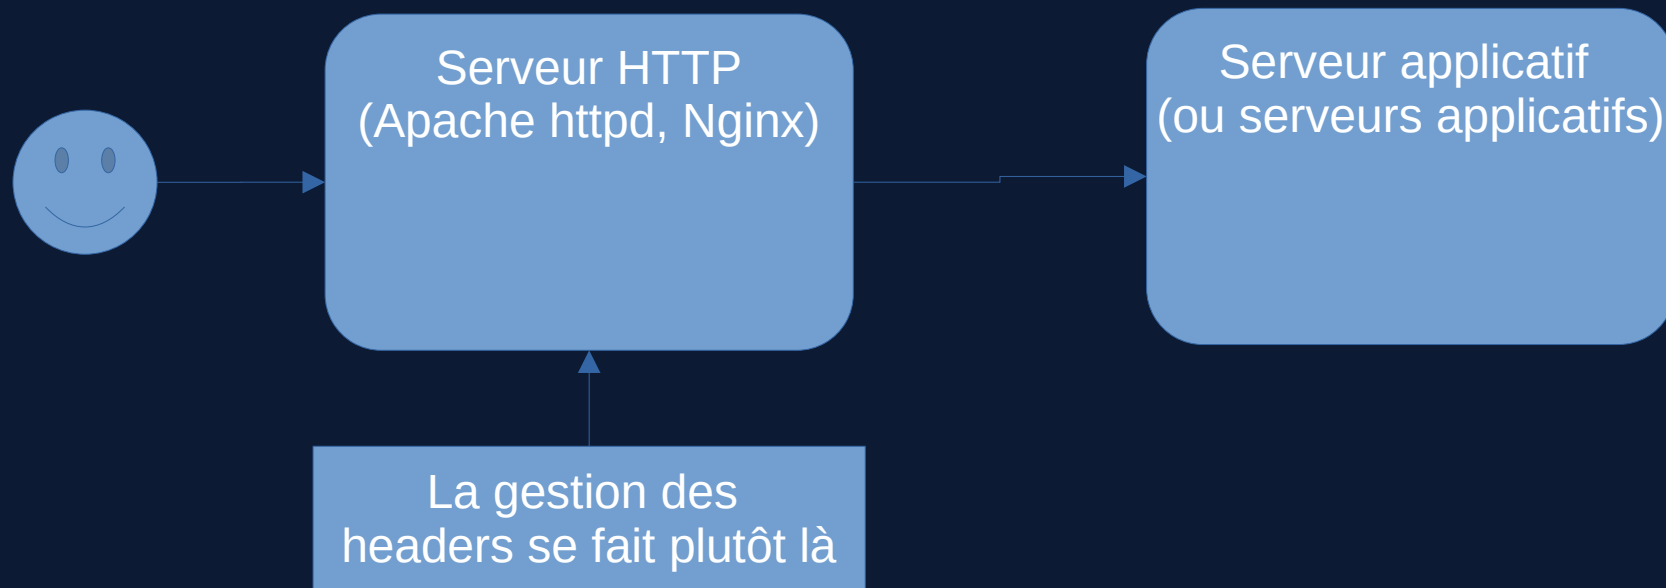 Serveur HTTP
(Apache httpd, Nginx)
Serveur applicatif
(ou serveurs applicatifs)
La gestion des
headers se fait plutôt là